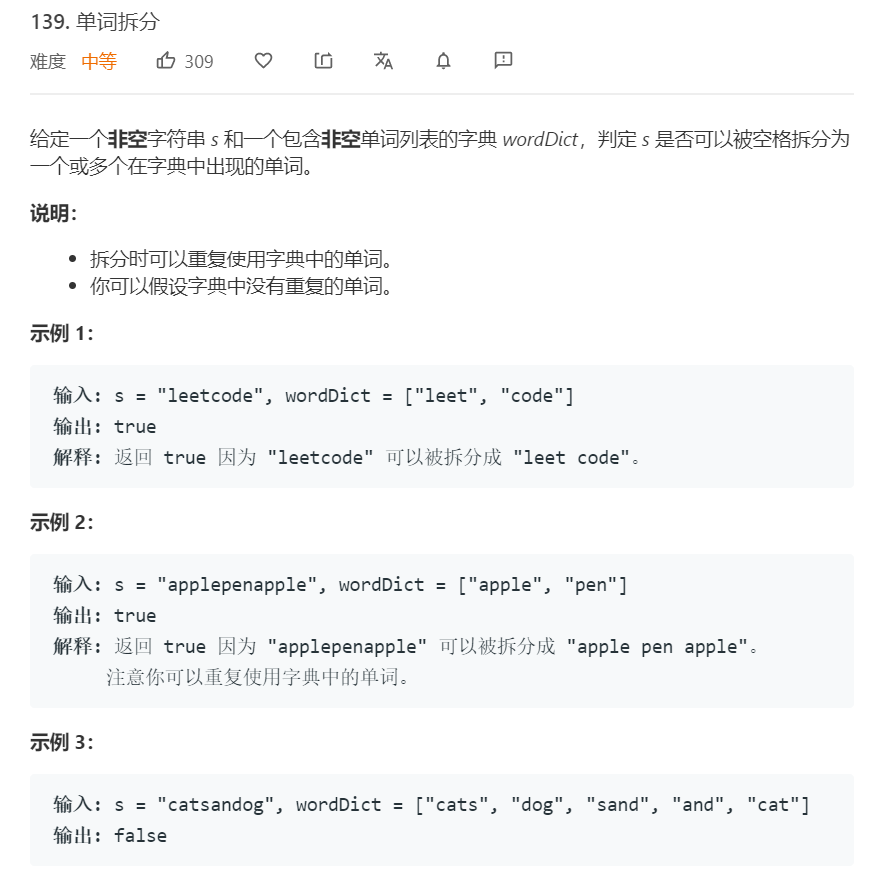 139. 单词拆分
难度 中等 309
给定一个非空字符串 s 和一个包含非空单词列表的字典 wordDict，判定 s 是否可以被空格拆分为
一个或多个在字典中出现的单词。
说明：
• 拆分时可以重复使用字典中的单词。
• 你可以假设字典中没有重复的单词。
示例 1：
输入: s = "leetcode", wordDict = ["leet", "code"]
输出: true
解释: 返回 true 因为 "leetcode" 可以被拆分成 "leet code"。
示例 2：
输入: s = "applepenapple", wordDict = ["apple", "pen"]
输出: true
解释: 返回 true 因为 "applepenapple" 可以被拆分成 "apple pen apple"。
注意你可以重复使用字典中的单词。
示例 3：
输入: s = "catsandog", wordDict = ["cats", "dog", "sand", "and", "cat"]
输出: false